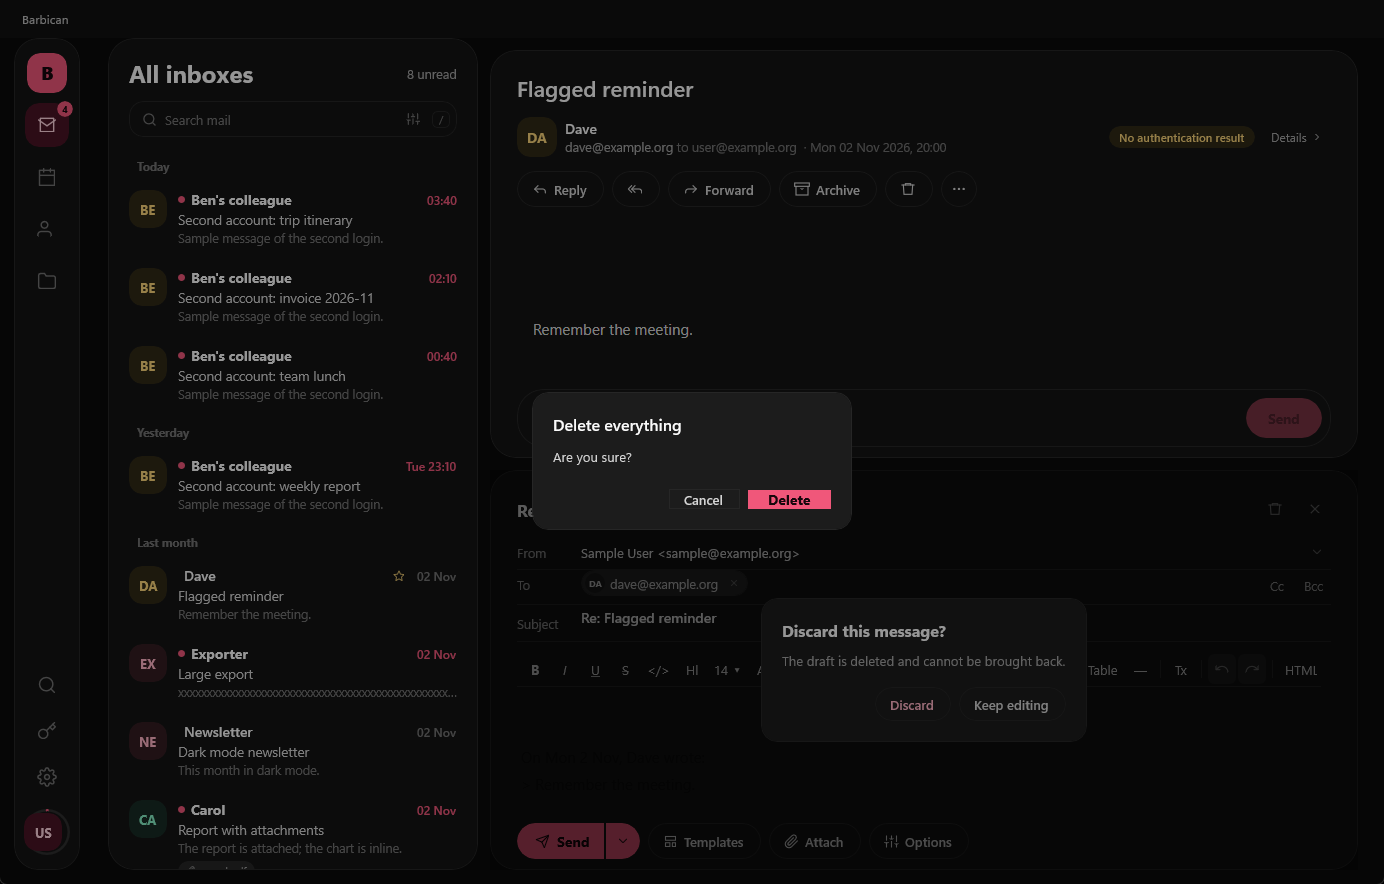 Barbican
B
4
US
All inboxes
8 unread
Search mail
/
Today
BE
Ben's colleague
03:40
Second account: trip itinerary
Sample message of the second login.
BE
Ben's colleague
02:10
Second account: invoice 2026-11
Sample message of the second login.
BE
Ben's colleague
00:40
Second account: team lunch
Sample message of the second login.
Yesterday
BE
Ben's colleague
Tue 23:10
Second account: weekly report
Sample message of the second login.
Last month
DA
Dave
02 Nov
Flagged reminder
Remember the meeting.
EX
Exporter
02 Nov
Large export
NE
Newsletter
02 Nov
Dark mode newsletter
This month in dark mode.
CA
Carol
02 Nov
Report with attachments
The report is attached; the chart is inline.
Flagged reminder
DA
Dave
dave@example.org to user@example.org · Mon 02 Nov 2026, 20:00
No authentication result
Details
Reply
Forward
Archive
Remember the meeting.
Send
Delete everything
Are you sure?
Cancel
Delete
From
Sample User <sample@example.org>
To
DA
dave@example.org
Cc
Bcc
Subject
Re: Flagged reminder
B
I
U
S
</>
Hl
14
Table
Tx
HTML
Discard this message?
The draft is deleted and cannot be brought back.
Discard
Keep editing
Send
Templates
Attach
Options